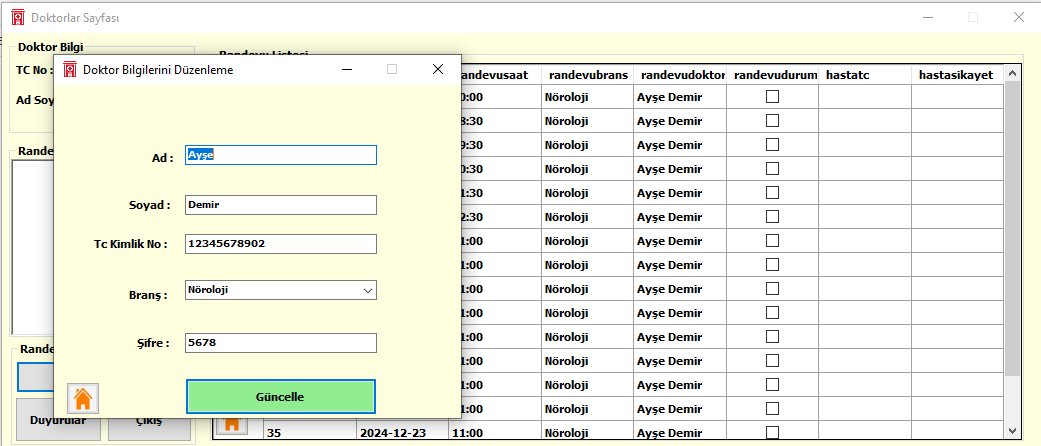 Doktorlar Sayfası
Doktor Bilgi
TC No :
Ad Soy
Doktor Bilgilerini Düzenleme
Ad :
Ayşe
Soyad :
Demir
Tc Kimlik No :
12345678902
Branş :
Nöroloji
Şifre :
5678
Güncelle
Duyurular
Çıkış
Randevu Listesi
andevusaat randevubrans randevudoktor randevudurum hastatc hastasikayet
0:00 Nöroloji Ayşe Demir
8:30 Nöroloji Ayşe Demir
9:30 Nöroloji Ayşe Demir
0:30 Nöroloji Ayşe Demir
1:30 Nöroloji Ayşe Demir
2:30 Nöroloji Ayşe Demir
1:00 Nöroloji Ayşe Demir
1:00 Nöroloji Ayşe Demir
1:00 Nöroloji Ayşe Demir
1:00 Nöroloji Ayşe Demir
1:00 Nöroloji Ayşe Demir
1:00 Nöroloji Ayşe Demir
1:00 Nöroloji Ayşe Demir
1:00 Nöroloji Ayşe Demir
35 2024-12-23 11:00 Nöroloji Ayşe Demir
Rande
Rande